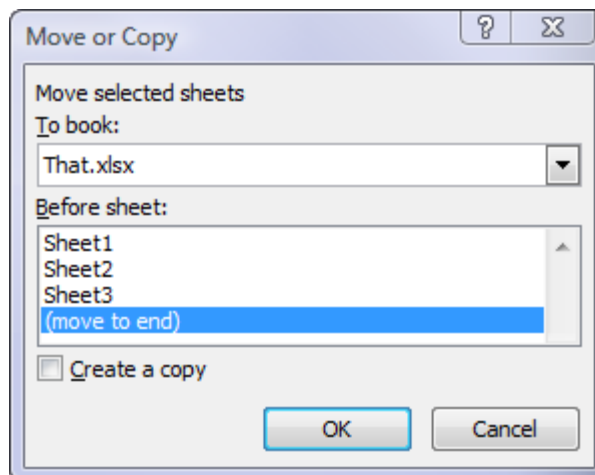 Move or Copy
Move selected sheets
To book:
That.xlsx
Before sheet:
Sheet1
Sheet2
Sheet3
(move to end)
Create a copy
OK Cancel